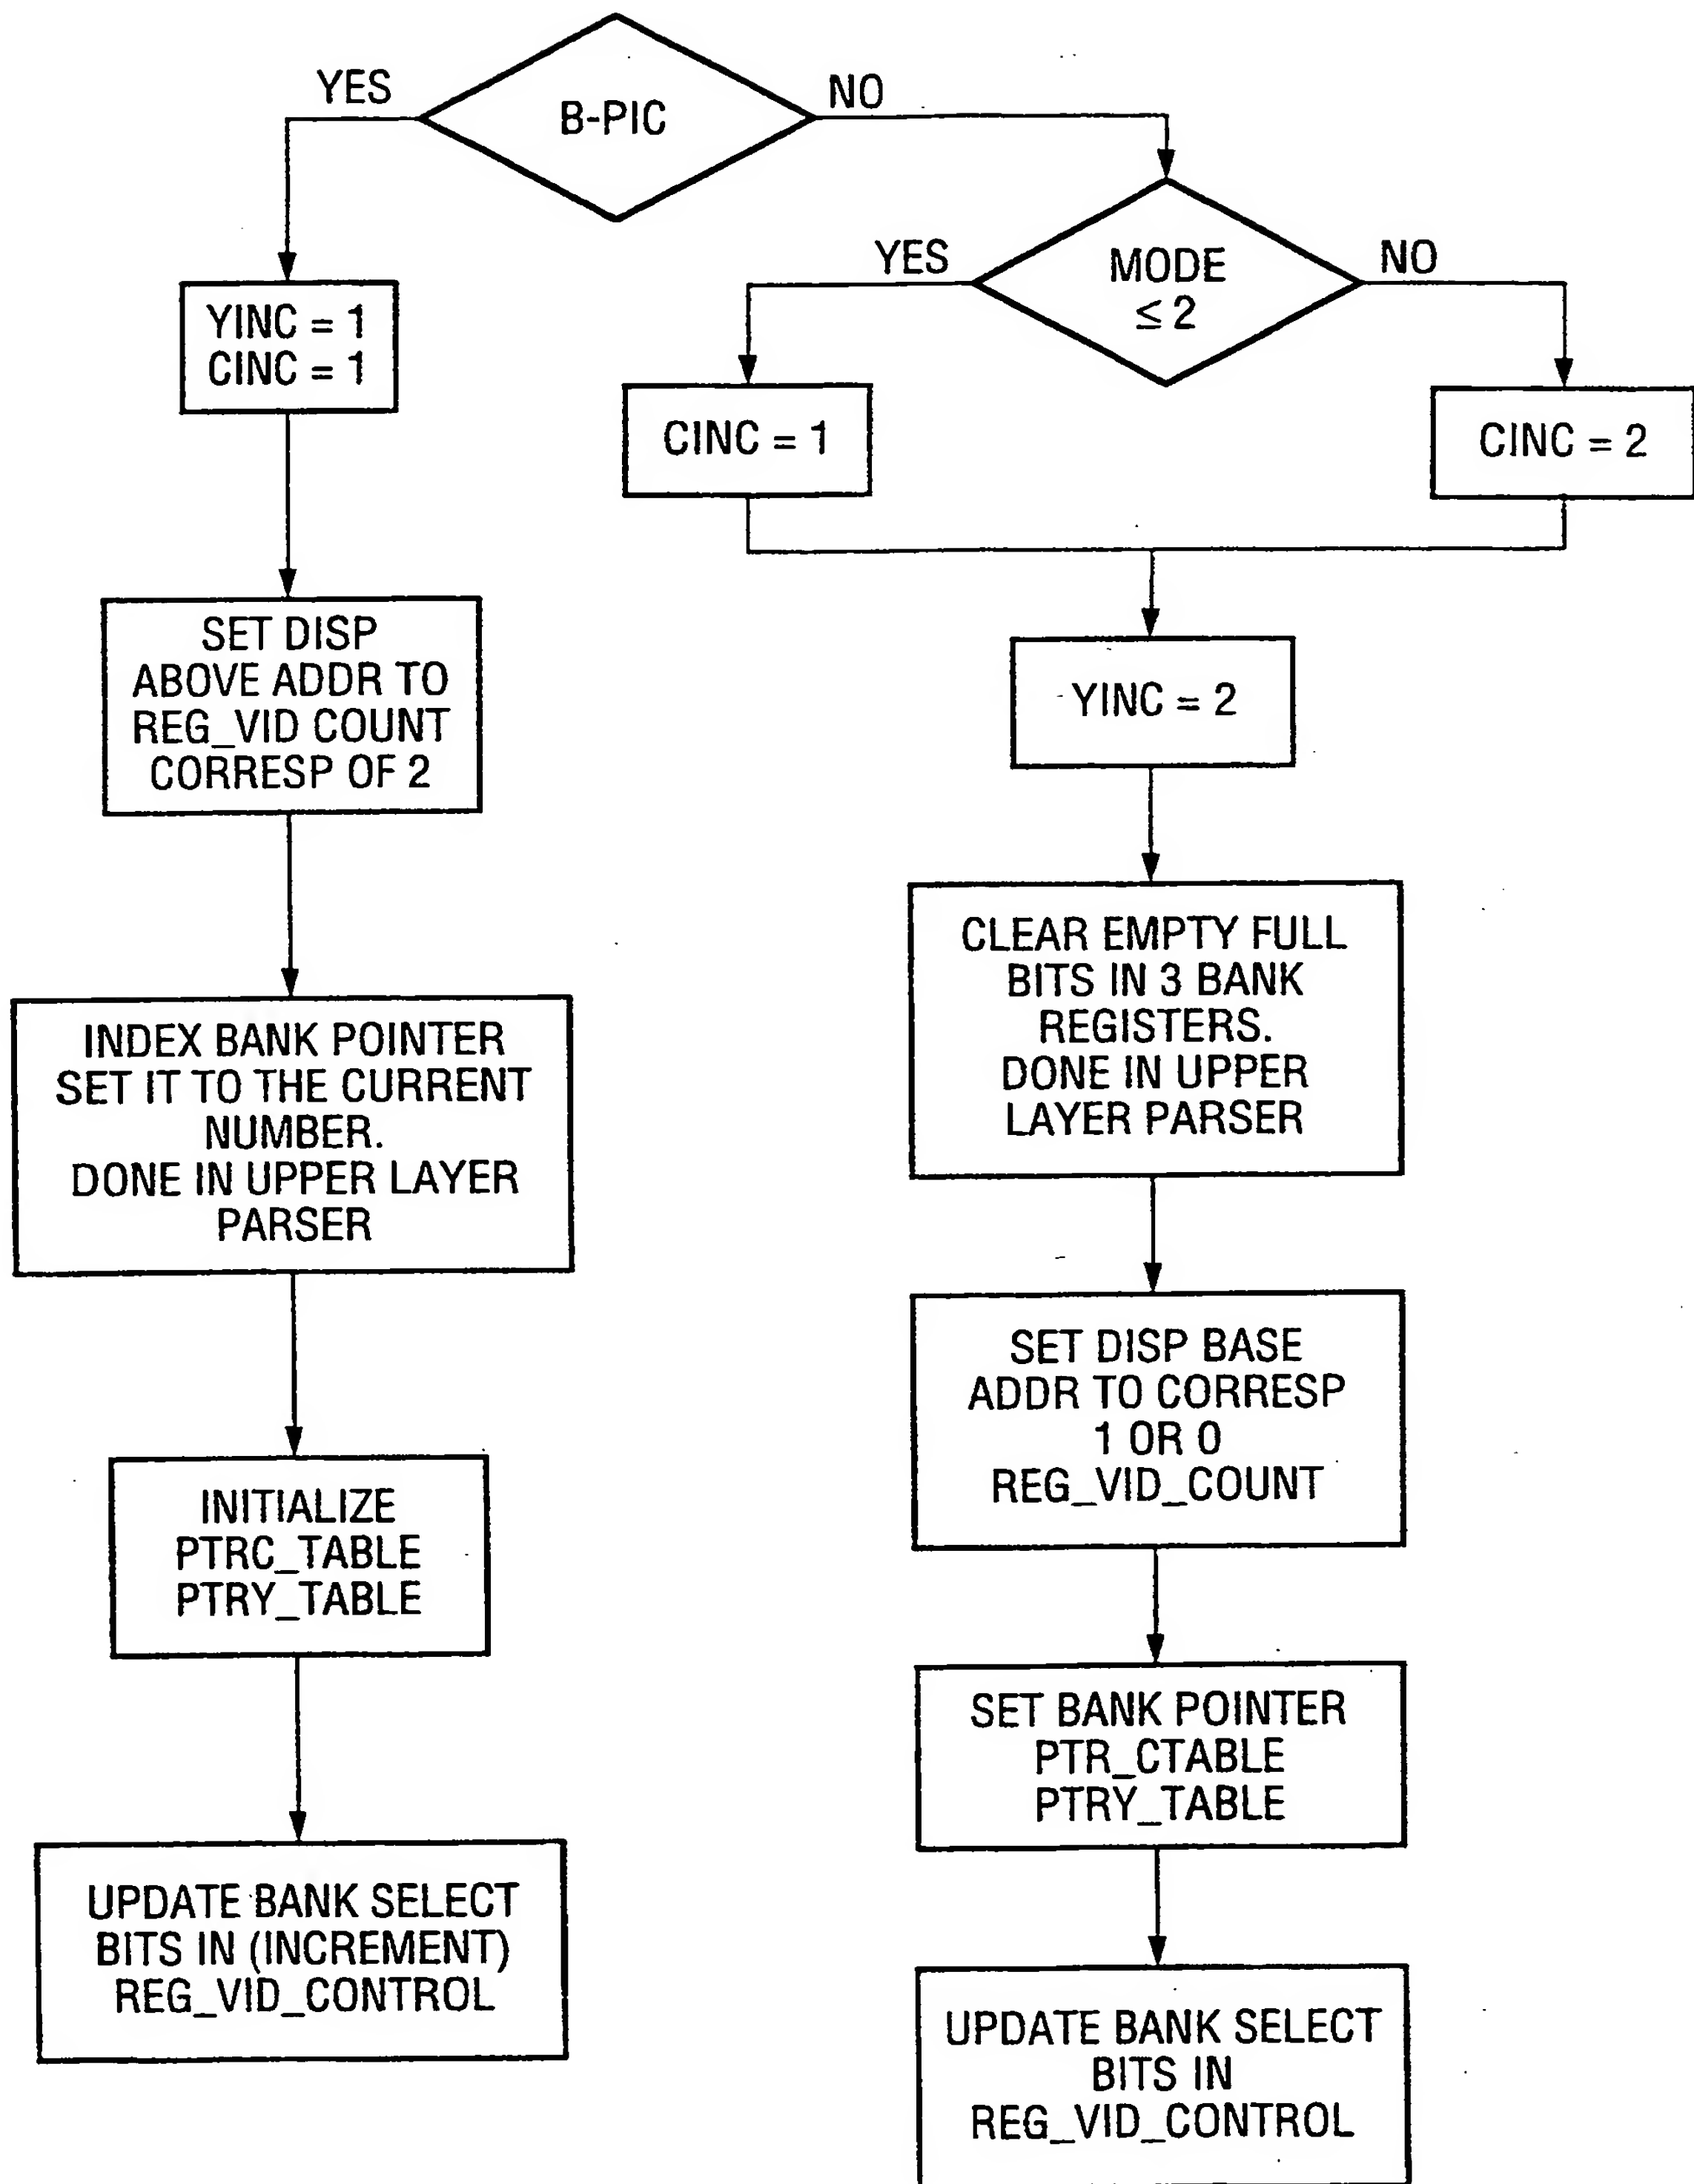 B-PIC
YES
NO
YINC = 1
CINC = 1
SET DISP
ABOVE ADDR TO
REG_VID COUNT
CORRESP OF 2
INDEX BANK POINTER
SET IT TO THE CURRENT
NUMBER.
DONE IN UPPER LAYER
PARSER
INITIALIZE
PTRC_TABLE
PTRY_TABLE
UPDATE BANK SELECT
BITS IN (INCREMENT)
REG_VID_CONTROL
MODE
≤ 2
YES
NO
CINC = 1
CINC = 2
YINC = 2
CLEAR EMPTY FULL
BITS IN 3 BANK
REGISTERS.
DONE IN UPPER
LAYER PARSER
SET DISP BASE
ADDR TO CORRESP
1 OR 0
REG_VID_COUNT
SET BANK POINTER
PTR_CTABLE
PTRY_TABLE
UPDATE BANK SELECT
BITS IN
REG_VID_CONTROL